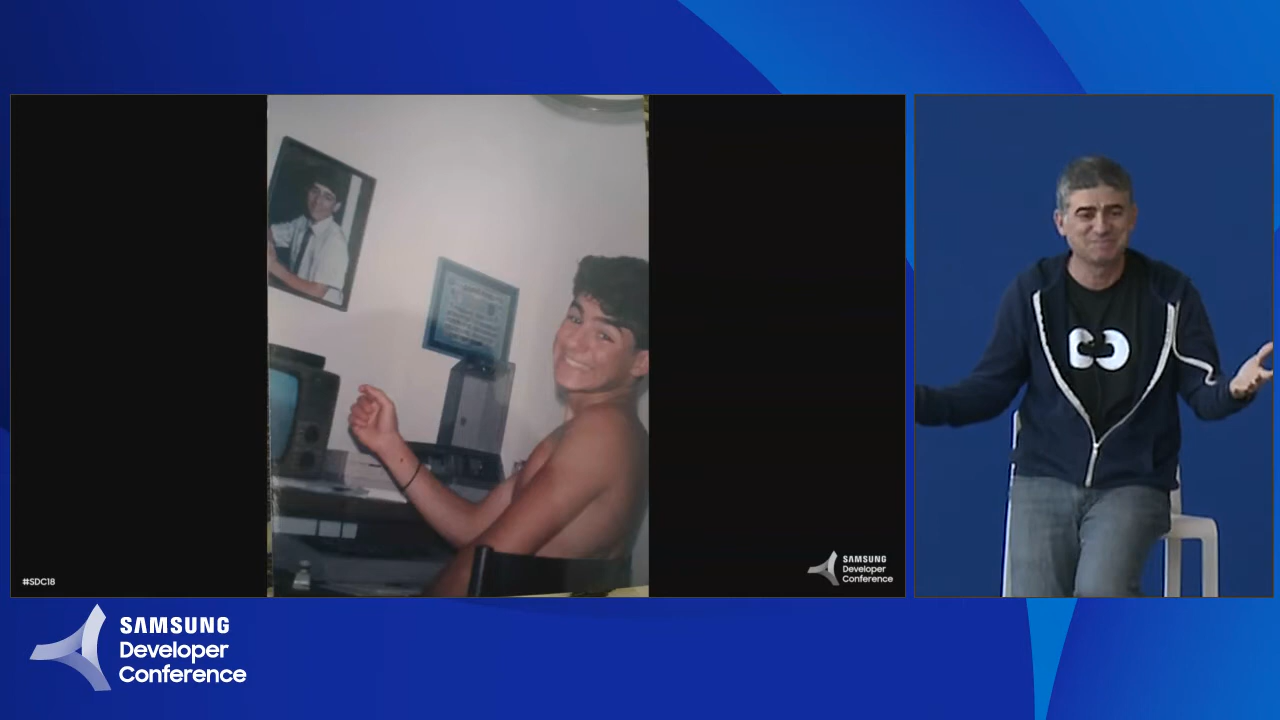 #SDC18
SAMSUNG
Developer
Conference
SAMSUNG
Developer
Conference